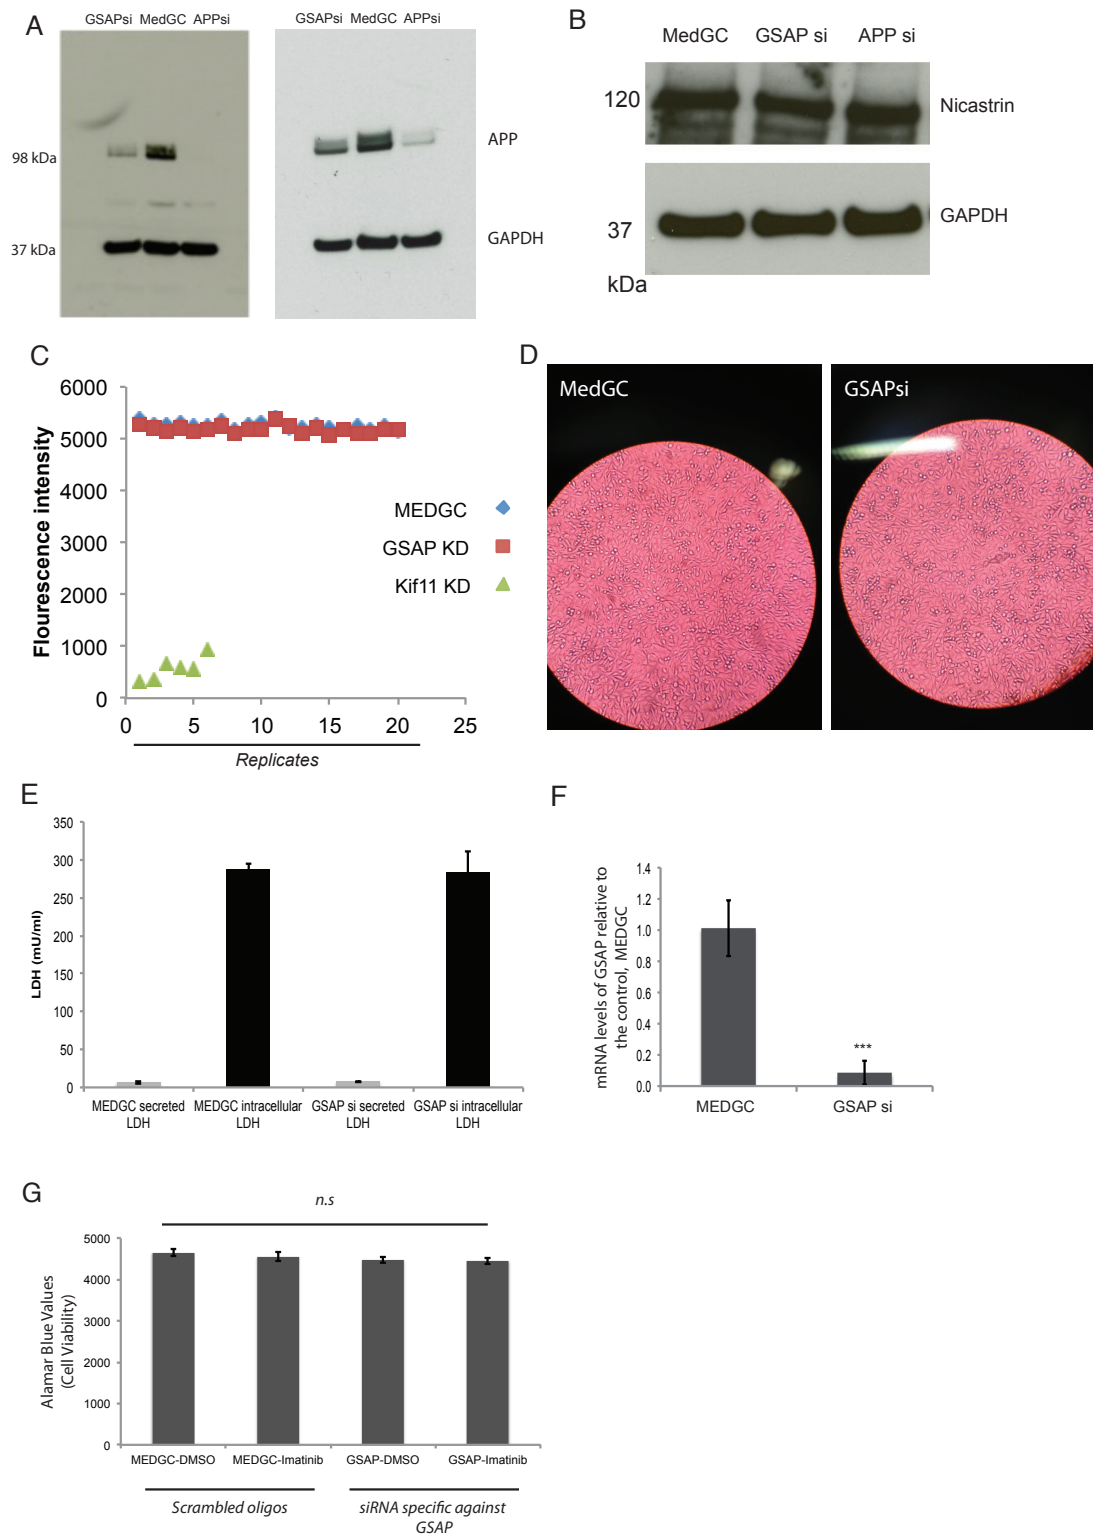 A
GSAPsi MedGC APPsi
GSAPsi MedGC APPsi
98 kDa
37 kDa
APP
GAPDH
B
MedGC GSAP si APP si
120
Nicastrin
37
GAPDH
kDa
C
Flourescence intensity
6000
5000
4000
3000
2000
1000
0
0 5 10 15 20 25
Replicates
MEDGC
GSAP KD
Kif11 KD
D
MedGC
GSAPsi
E
LDH (mU/ml)
350
300
250
200
150
100
50
0
MEDGC secreted MEDGC intracellular GSAP si secreted GSAP si intracellular
LDH LDH LDH LDH
F
mRNA levels of GSAP relative to
the control, MEDGC
1.4
1.2
1.0
0.8
0.6
0.4
0.2
0.0
***
MEDGC GSAP si
G
n.s
Alamar Blue Values
(Cell Viability)
5000
4000
3000
2000
1000
0
MEDGC-DMSO MEDGC-Imatinib GSAP-DMSO GSAP-Imatinib
Scrambled oligos
siRNA specific against
GSAP